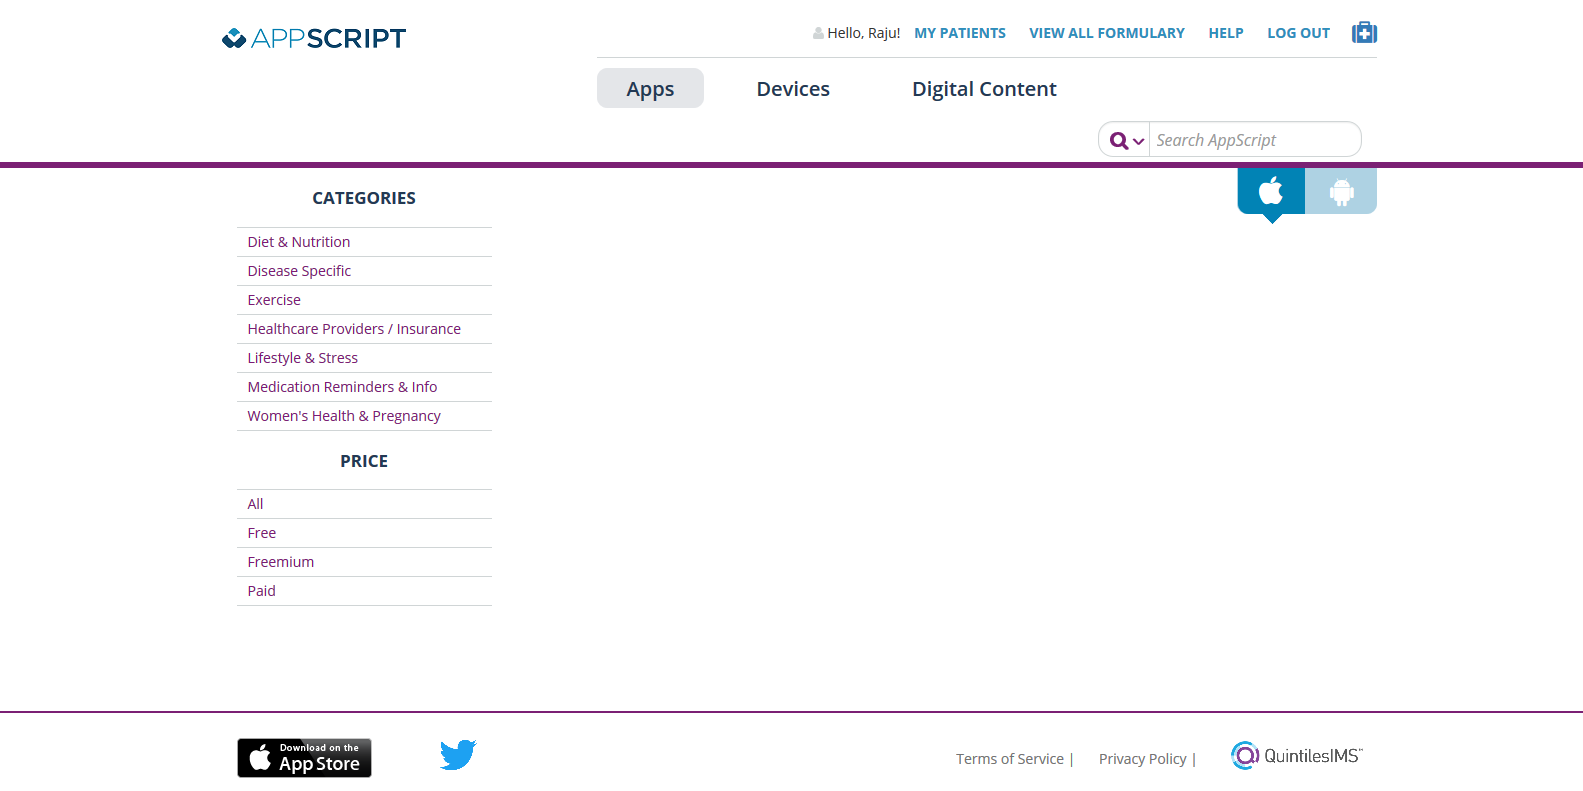 APPSCRIPT
Hello, Raju! MY PATIENTS VIEW ALL FORMULARY HELP LOG OUT
Apps Devices Digital Content
Search AppScript
CATEGORIES
Diet & Nutrition
Disease Specific
Exercise
Healthcare Providers / Insurance
Lifestyle & Stress
Medication Reminders & Info
Women's Health & Pregnancy
PRICE
All
Free
Freemium
Paid
Download on the
App Store
Terms of Service | Privacy Policy | QuintilesIMS™